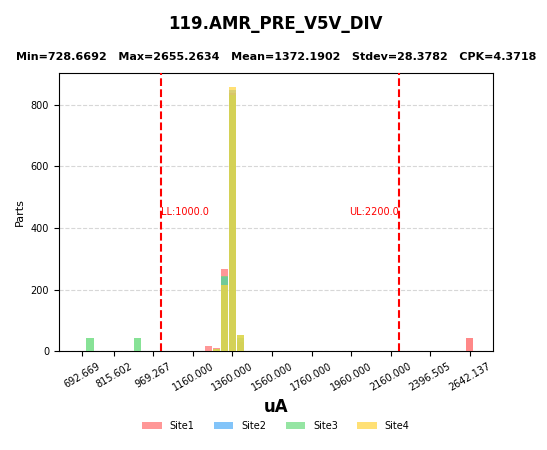 119.AMR_PRE_V5V_DIV
Min=728.6692 Max=2655.2634 Mean=1372.1902 Stdev=28.3782 CPK=4.3718
800
600
400
200
0
Parts
LL:1000.0
UL:2200.0
692.669 815.602 969.267 1160.000 1360.000 1560.000 1760.000 1960.000 2160.000 2396.505 2642.137
uA
Site1 Site2 Site3 Site4